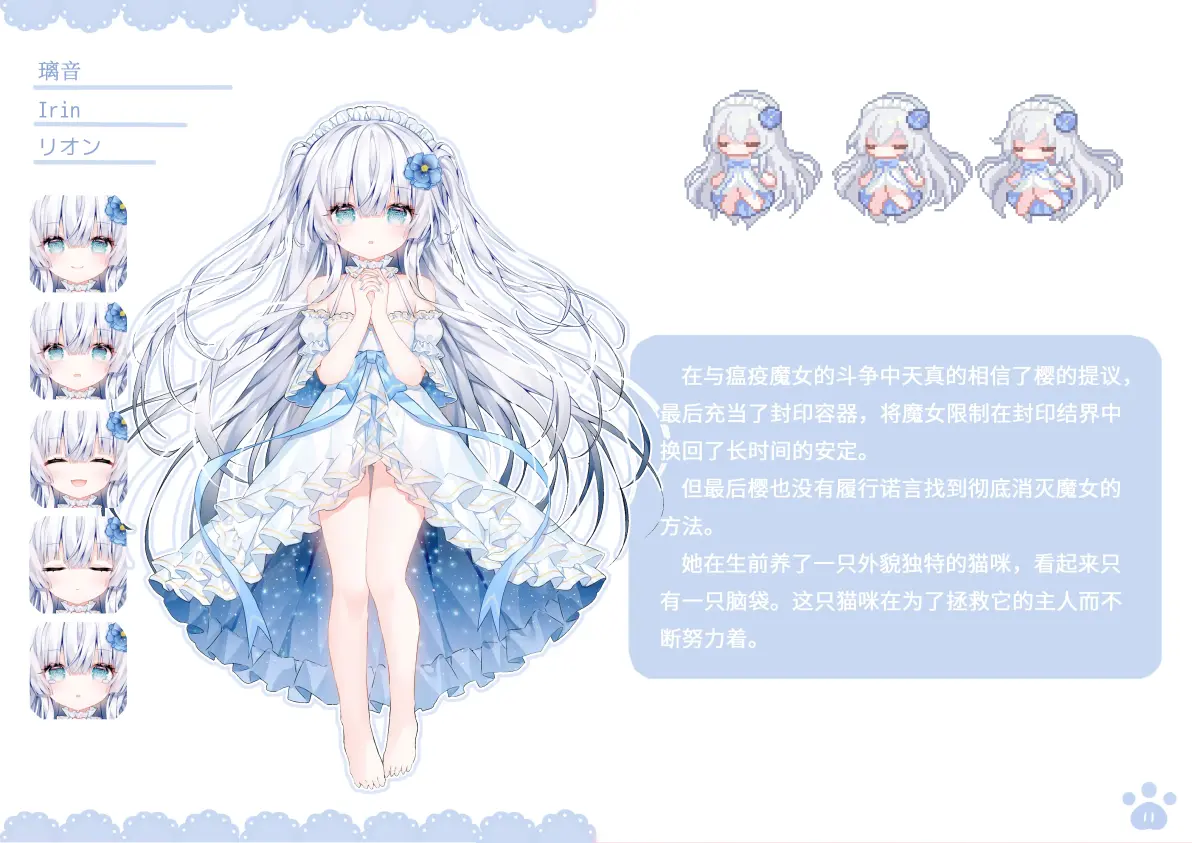 璃音
Irin
リオン
在与瘟疫魔女的斗争中天真的相信了樱的提议，
最后充当了封印容器，将魔女限制在封印结界中
换回了长时间的安定。
但最后樱也没有履行诺言找到彻底消灭魔女的
方法。
她在生前养了一只外貌独特的猫咪，看起来只
有一只脑袋。这只猫咪在为了拯救它的主人而不
断努力着。
11